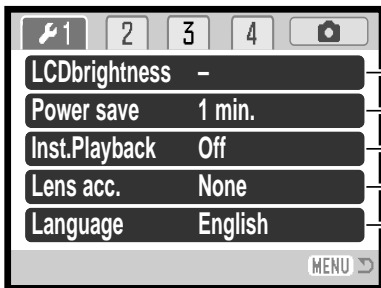 1 2 3 4
LCDbrightness –
Power save 1 min.
Inst.Playback Off
Lens acc. None
Language English
MENU